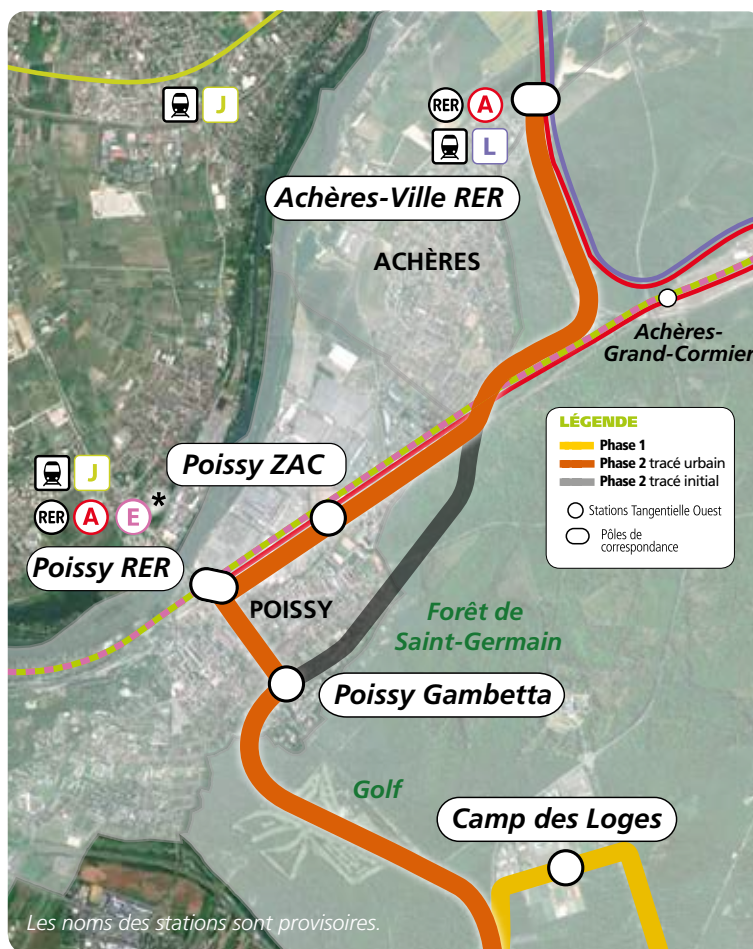 J
RER A
L
Achères-Ville RER
ACHÈRES
Achères-
Grand-Cormier
LÉGENDE
Phase 1
Phase 2 tracé urbain
Phase 2 tracé initial
Stations Tangentielle Ouest
Pôles de
correspondance
Poissy ZAC
J
RER A E *
Poissy RER
POISSY
Forêt de
Saint-Germain
Poissy Gambetta
Golf
Camp des Loges
Les noms des stations sont provisoires.